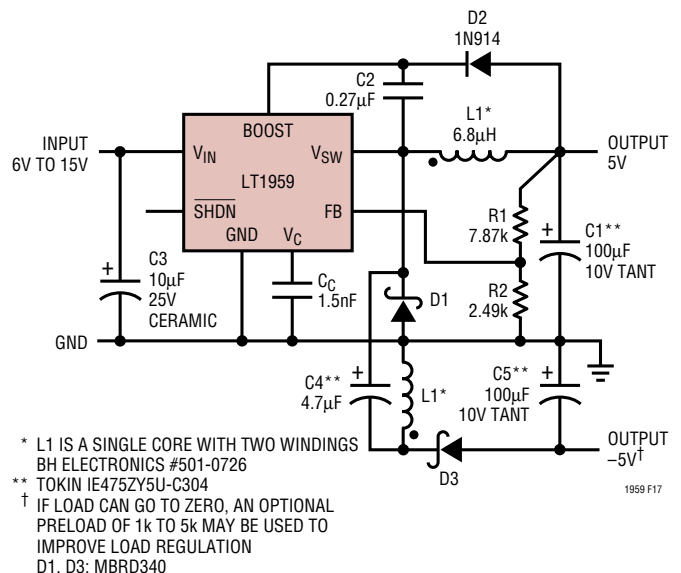 D2
1N914
C2
0.27µF
L1*
6.8µH
INPUT
6V TO 15V
BOOST
VIN
VSW
LT1959
SHDN
FB
GND
VC
OUTPUT
5V
R1
7.87k
+
C1**
100µF
10V TANT
+
C3
10µF
25V
CERAMIC
CC
1.5nF
R2
2.49k
D1
GND
C4**
4.7µF
+
L1*
+
C5**
100µF
10V TANT
D3
OUTPUT
–5V†
* L1 IS A SINGLE CORE WITH TWO WINDINGS
BH ELECTRONICS #501-0726
** TOKIN IE475ZY5U-C304
† IF LOAD CAN GO TO ZERO, AN OPTIONAL
PRELOAD OF 1k TO 5k MAY BE USED TO
IMPROVE LOAD REGULATION
D1, D3: MBRD340
1959 F17